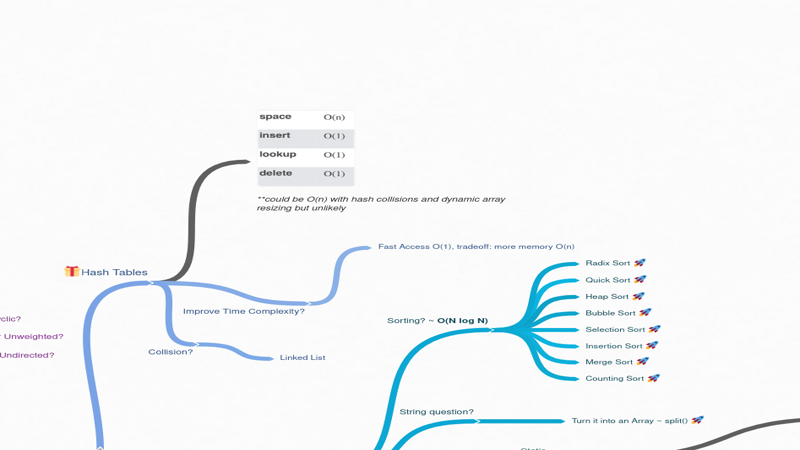 space O(n)
insert O(1)
lookup O(1)
delete O(1)
**could be O(n) with hash collisions and dynamic array
resizing but unlikely
Hash Tables
Fast Access O(1), tradeoff: more memory O(n)
Improve Time Complexity?
Collision?
Linked List
Unweighted?
Undirected?
Sorting? ~ O(N log N)
Radix Sort
Quick Sort
Heap Sort
Bubble Sort
Selection Sort
Insertion Sort
Merge Sort
Counting Sort
String question?
Turn it into an Array ~ split()